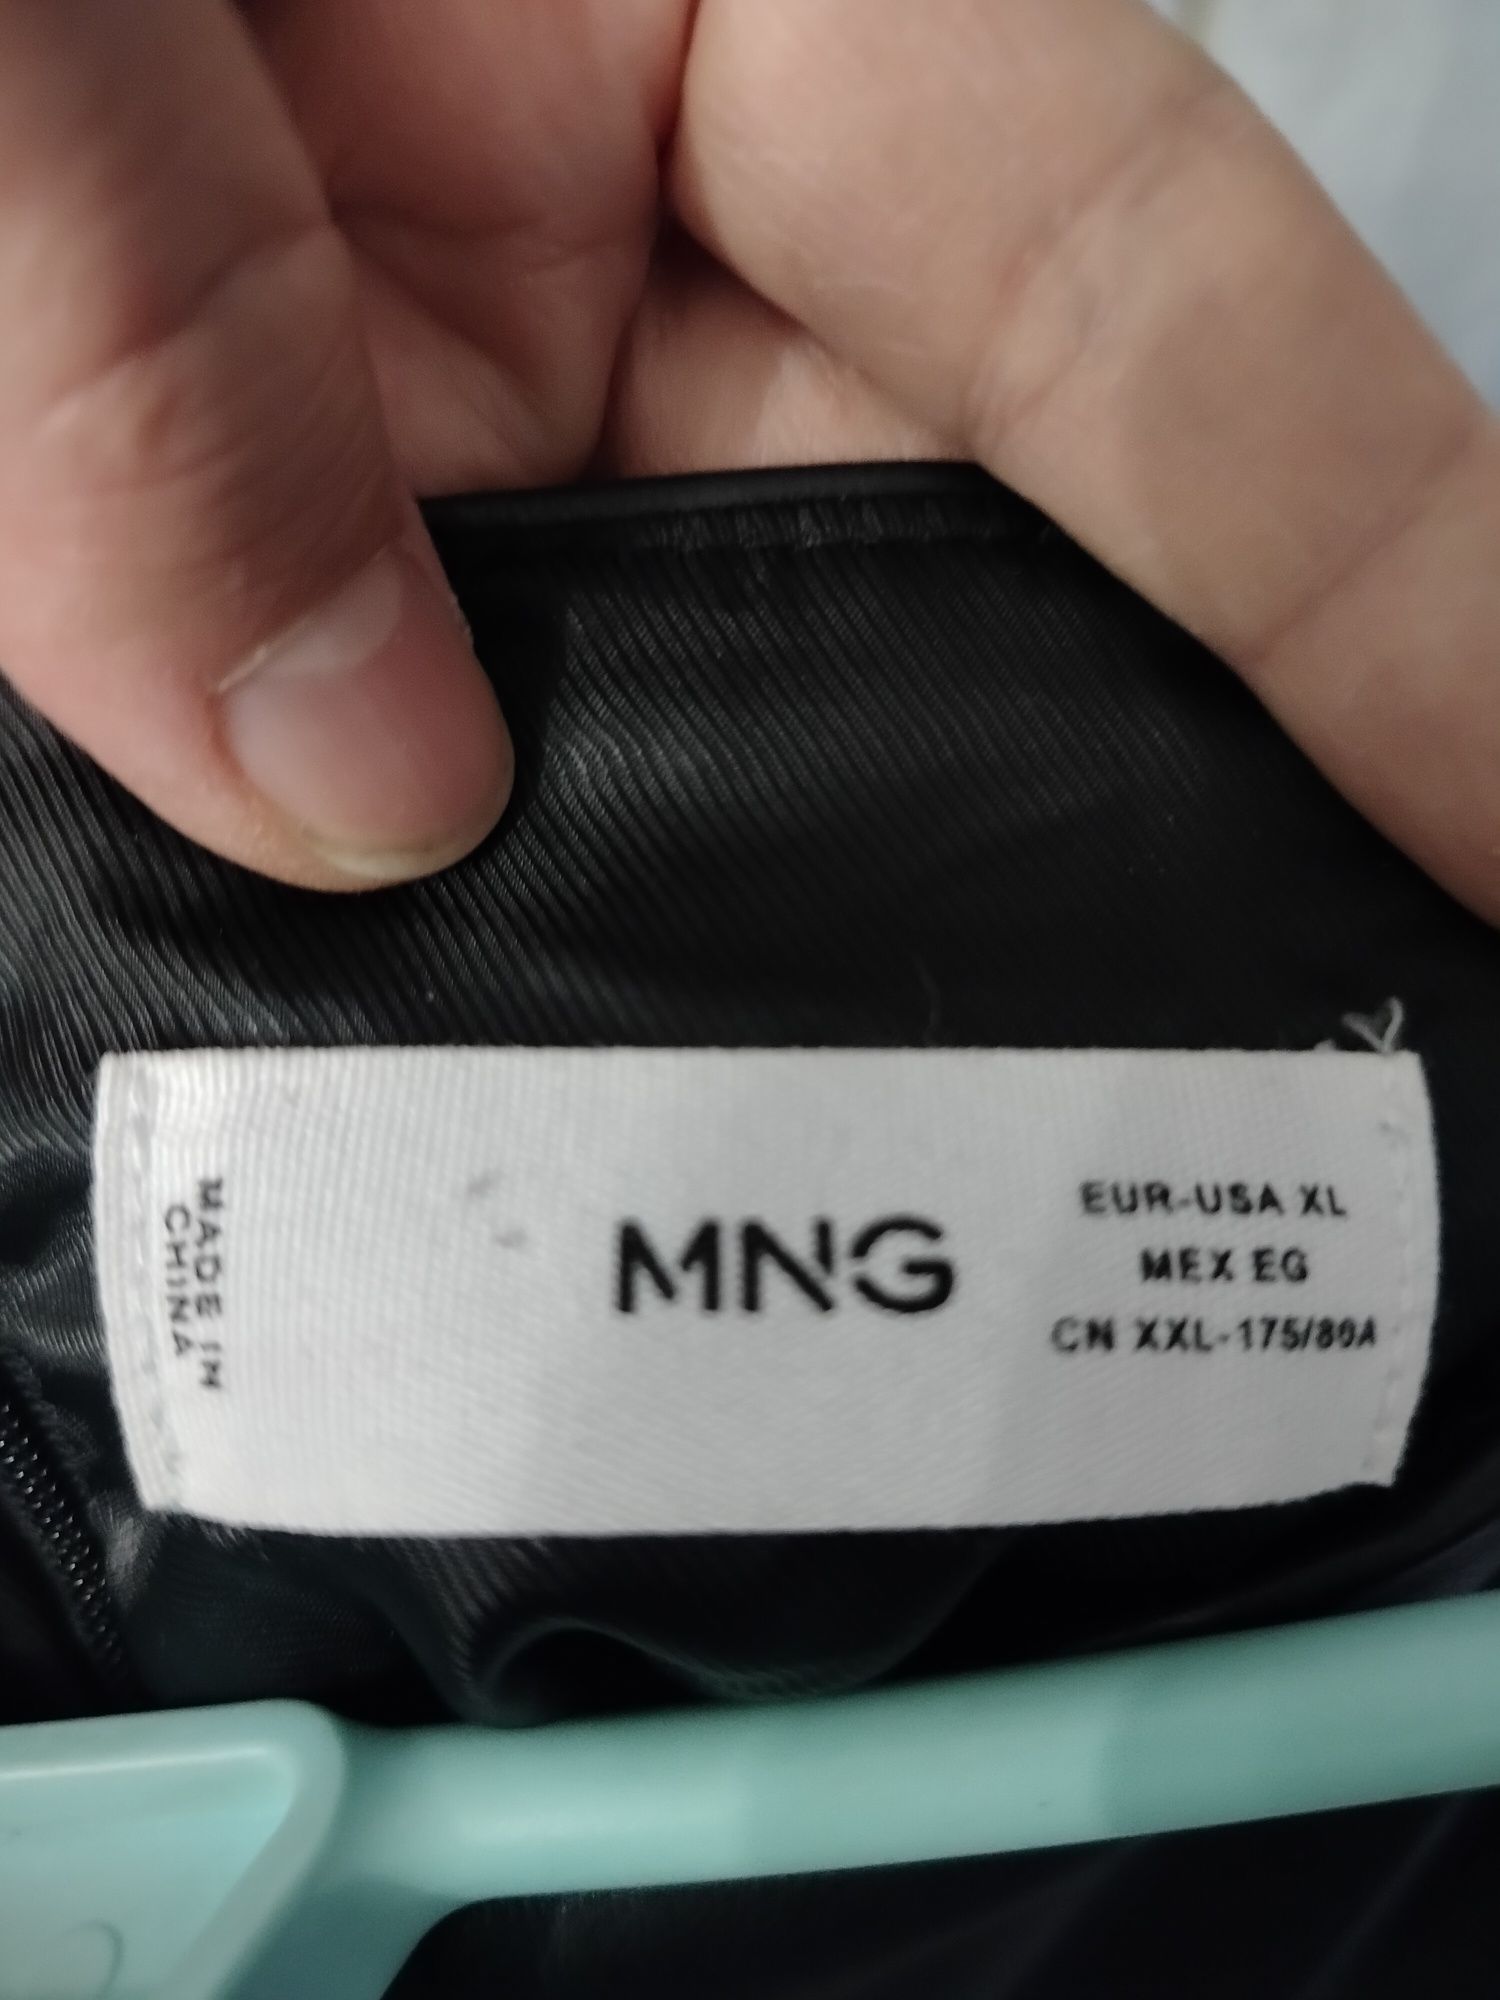 MADE IN
CHINA
MNG
EUR-USA XL
MEX EG
CN XXL-175/80A